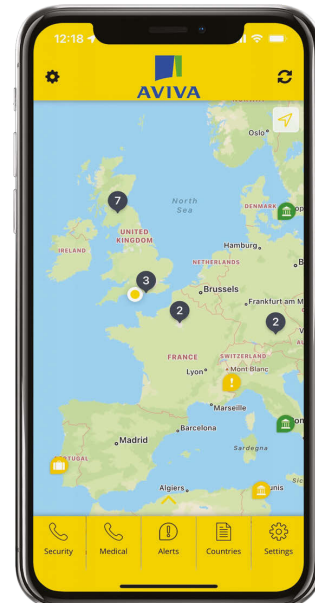 12:18
AVIVA
Oslo
North
Sea
DENMARK
7
UNITED
KINGDOM
Hamburg
IRELAND
NETHERLANDS
3
Brussels
2
Frankfurt am M
2
FRANCE
SWITZERLAND
Lyon
Mont Blanc
Marseille
Barcelona
Madrid
Sardegna
Algiers
Security
Medical
Alerts
Countries
Settings